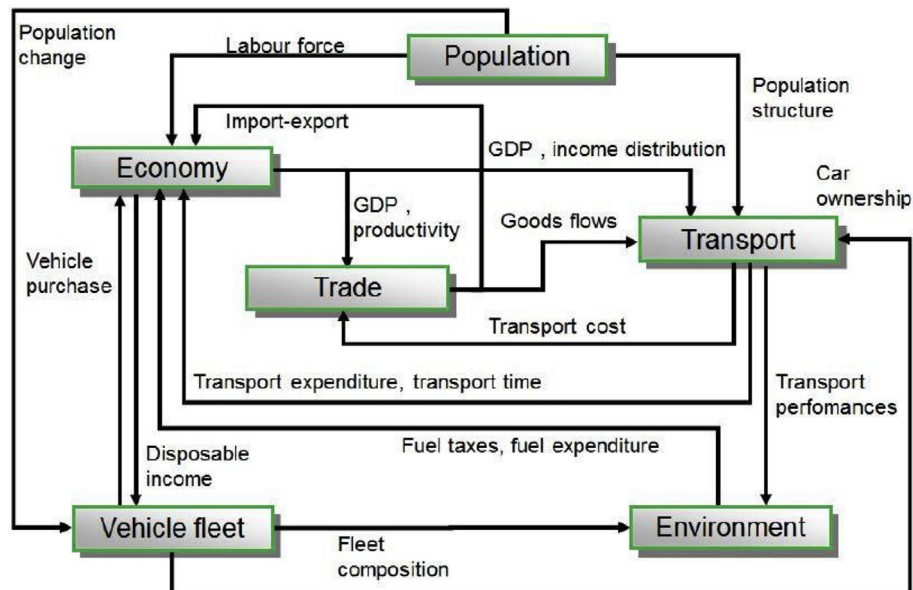 Population
change
Labour force
Population
Population
structure
Import-export
Economy
GDP , income distribution
Car
ownership
GDP ,
productivity
Goods flows
Transport
Vehicle
purchase
Trade
Transport cost
Transport expenditure, transport time
Transport
perfomances
Fuel taxes, fuel expenditure
Disposable
income
Vehicle fleet
Environment
Fleet
composition